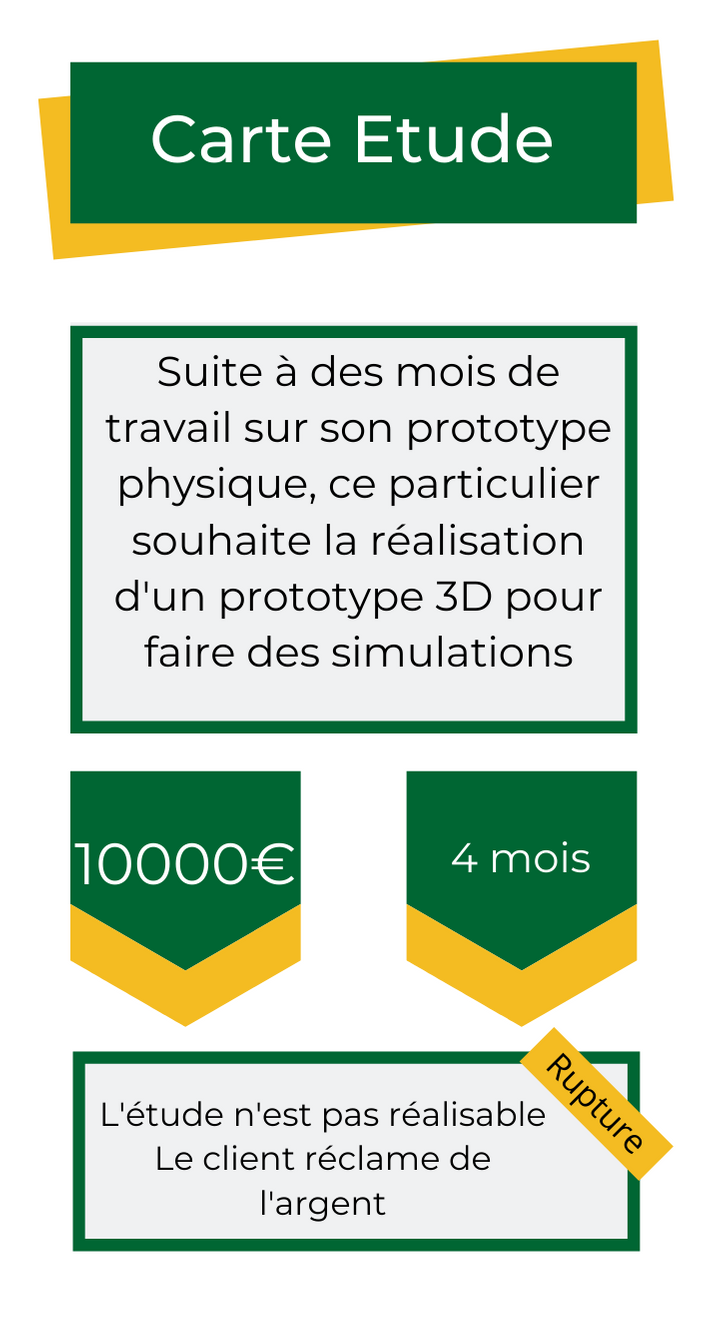 Carte Etude
Suite à des mois de
travail sur son prototype
physique, ce particulier
souhaite la réalisation
d'un prototype 3D pour
faire des simulations
10000€
4 mois
Rupture
L'étude n'est pas réalisable
Le client réclame de
l'argent